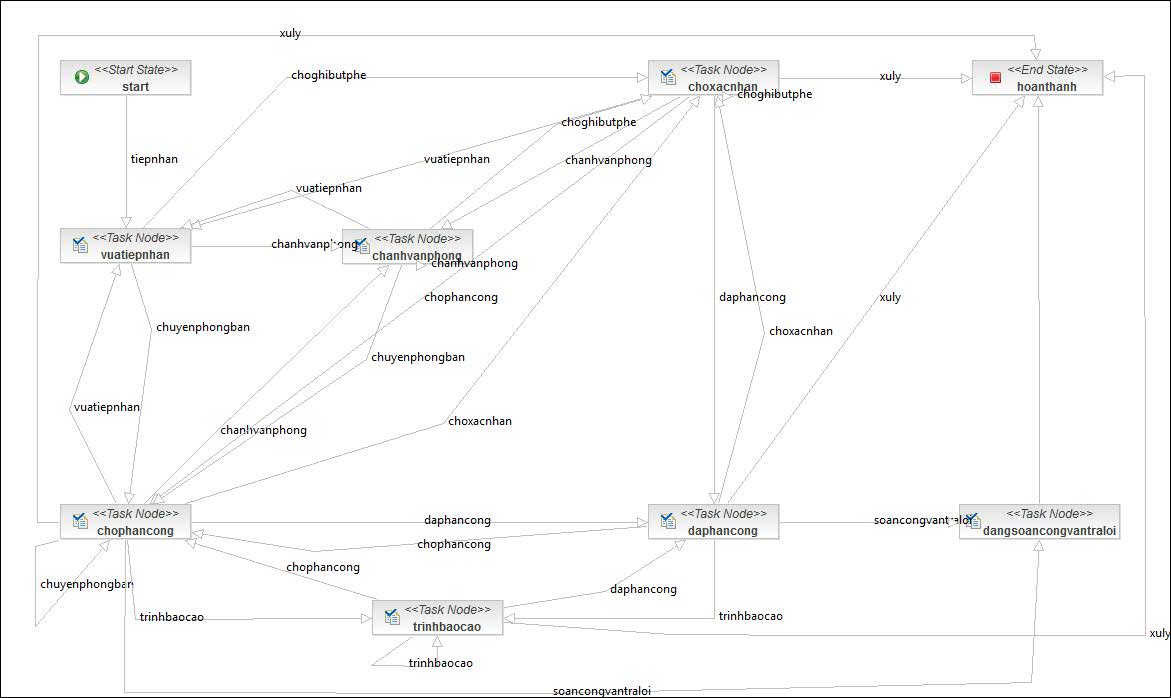 xuly
<<Start State>>
start
choghibutphe
<<Task Node>>
choxacnhan
xuly
<<End State>>
hoanthanh
choghibutphe
choghibutphe
tiepnhan
vuatiepnhan
chanhvanphong
vuatiepnhan
<<Task Node>>
vuatiepnhan
chanhvanphong
<<Task Node>>
chanhvanphong
chanhvanphong
chophancong
daphancong
xuly
chuyenphongban
choxacnhan
chuyenphongban
vuatiepnhan
chanhvanphong
choxacnhan
<<Task Node>>
chophancong
daphancong
<<Task Node>>
daphancong
soancongvantraloi
<<Task Node>>
dangsoancongvantraloi
chophancong
chophancong
chuyenphongban
daphancong
trinhbaocao
<<Task Node>>
trinhbaocao
trinhbaocao
xuly
trinhbaocao
soancongvantraloi